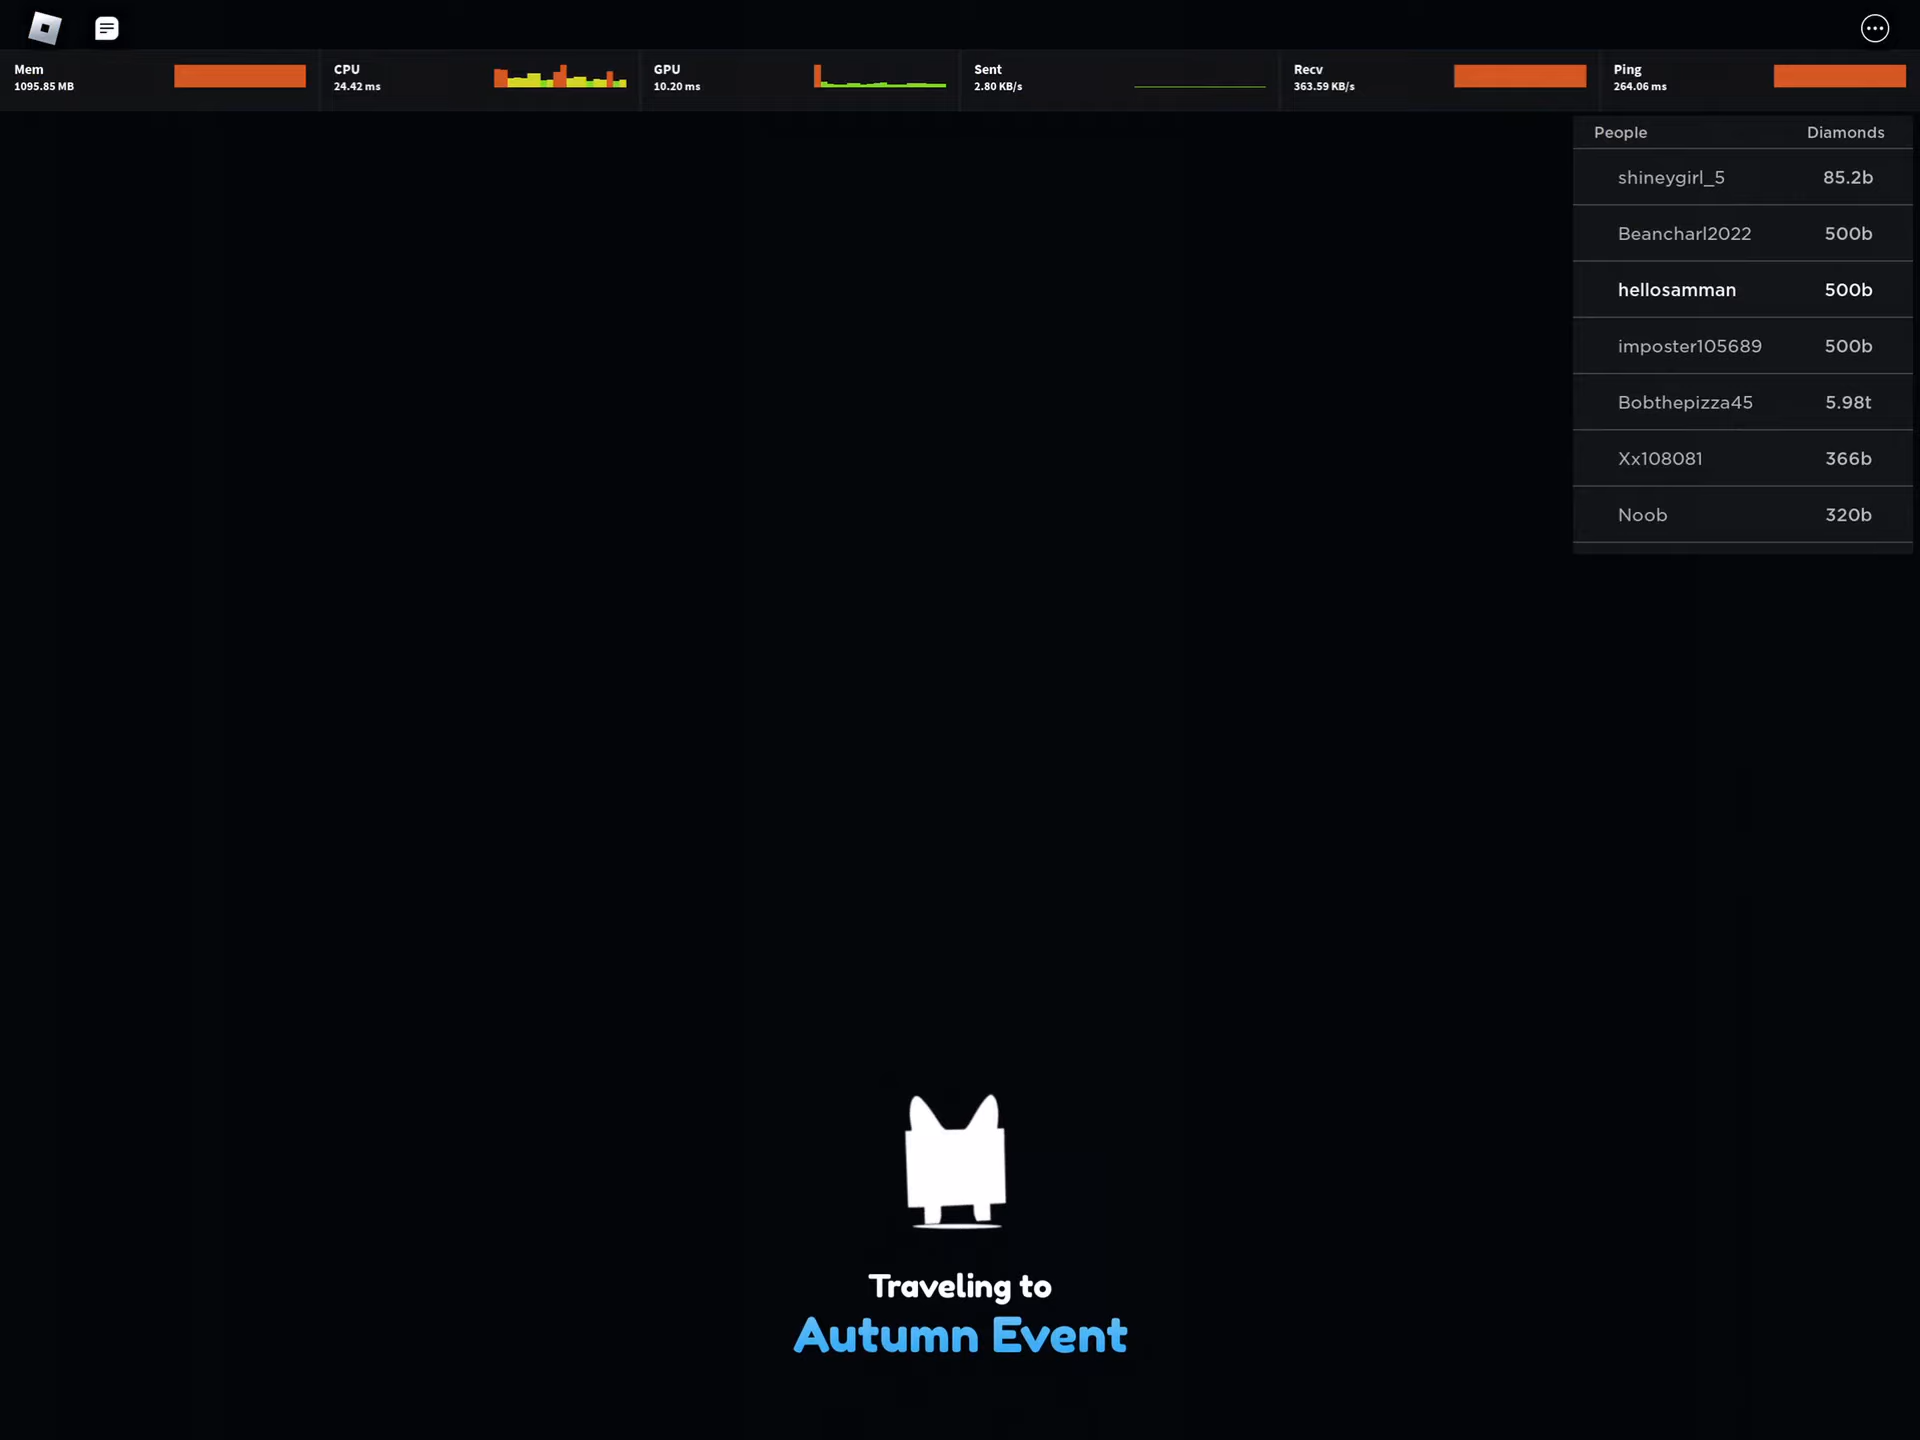 Mem
1095.85 MB
CPU
24.42 ms
GPU
10.20 ms
Sent
2.80 KB/s
Recv
363.59 KB/s
Ping
264.06 ms
People Diamonds
shineygirl_5 85.2b
Beancharl2022 500b
hellosamman 500b
imposter105689 500b
Bobthepizza45 5.98t
Xx108081 366b
Noob 320b
Traveling to
Autumn Event